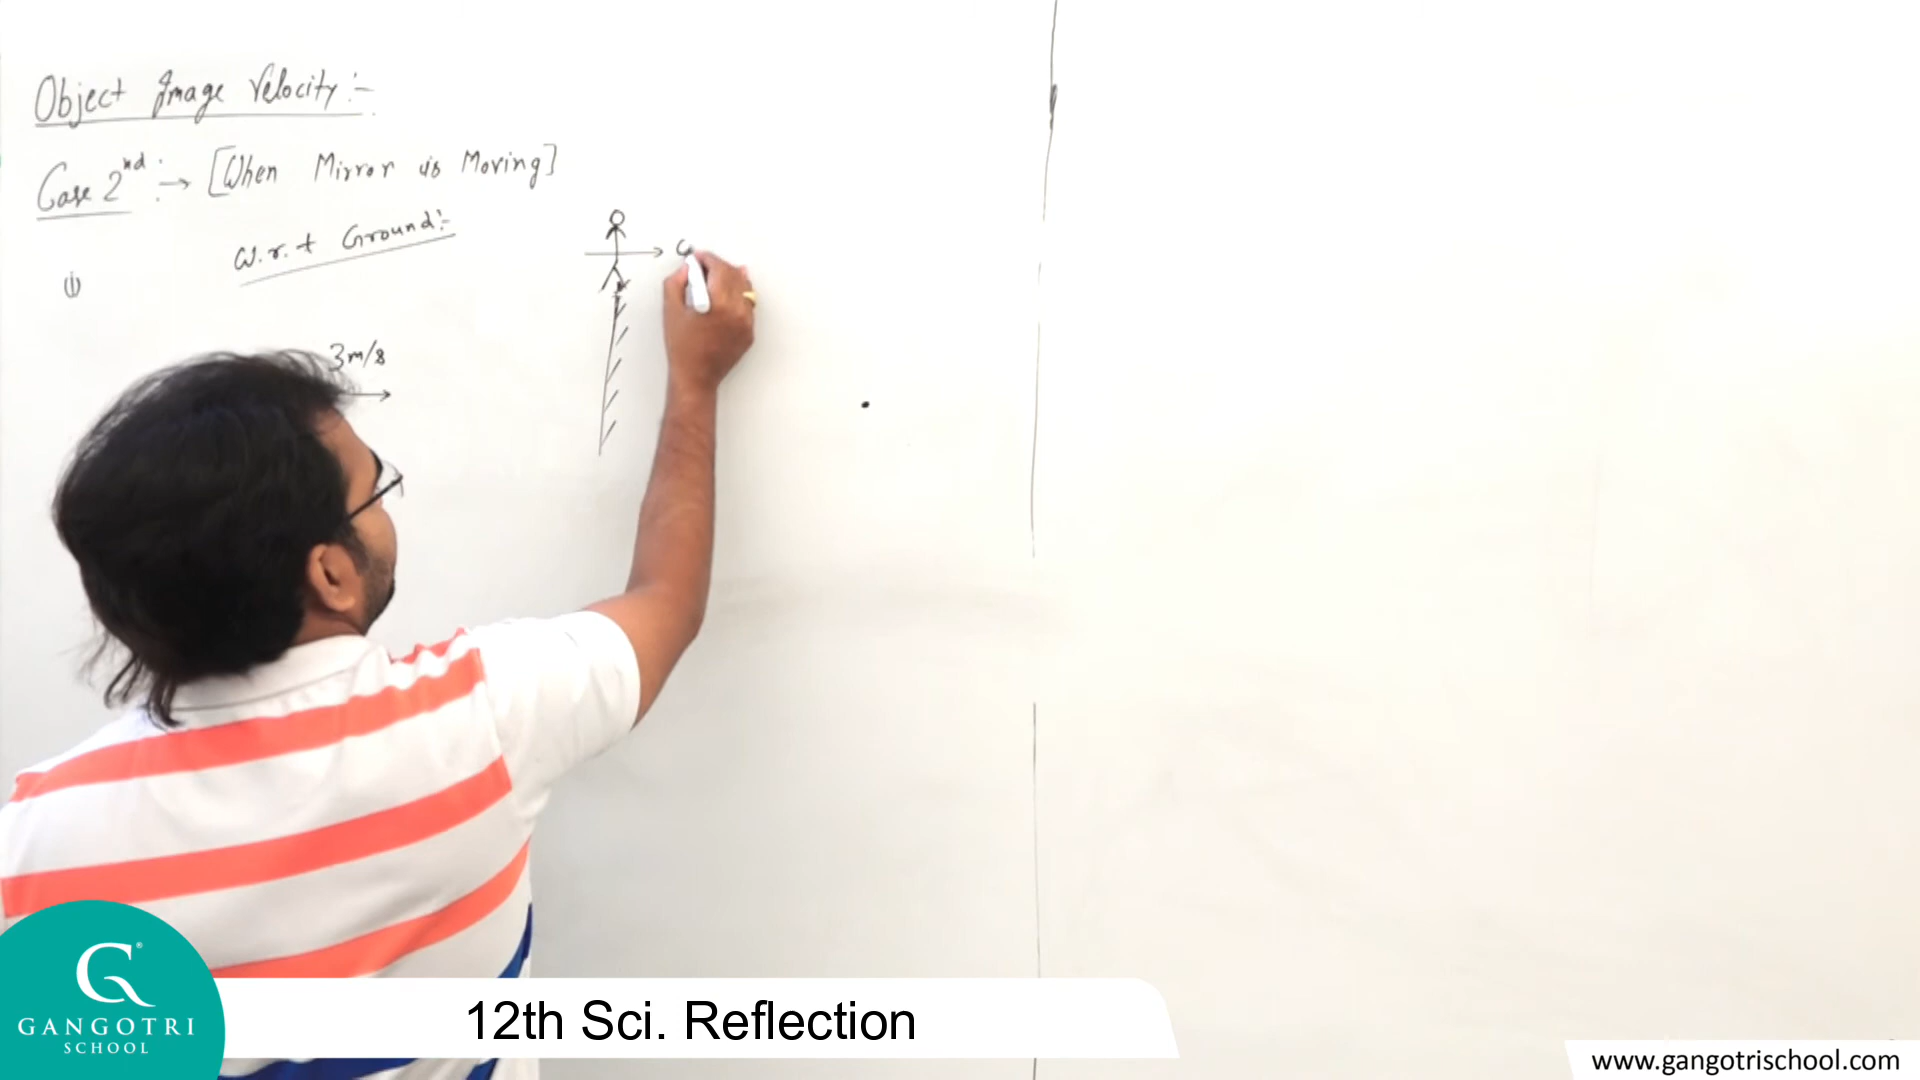 Object Image Velocity:-
Case 2nd :→ [When Mirror is Moving]
w.r.t Ground:-
(i)
3m/s
GANGOTRI
SCHOOL
12th Sci. Reflection
www.gangotrischool.com